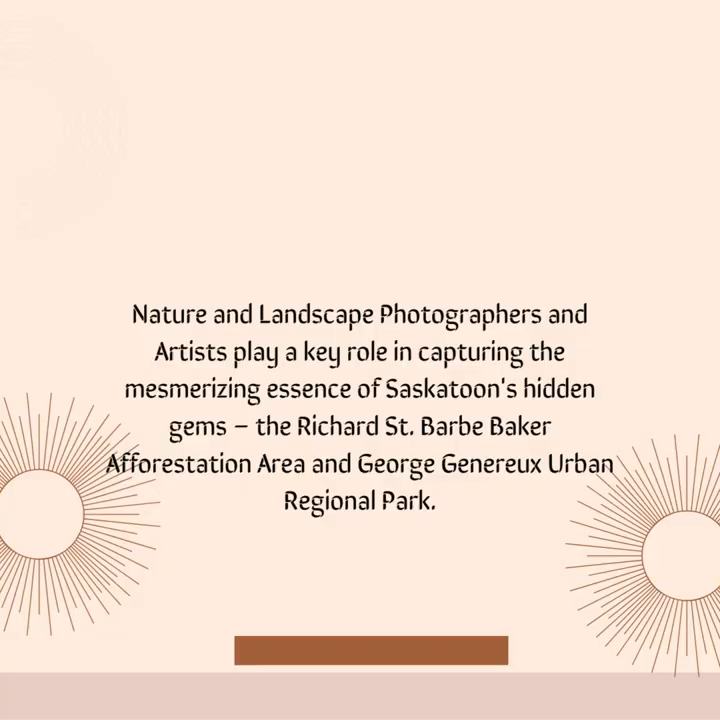 Nature and Landscape Photographers and
Artists play a key role in capturing the
mesmerizing essence of Saskatoon's hidden
gems – the Richard St. Barbe Baker
Afforestation Area and George Genereux Urban
Regional Park.